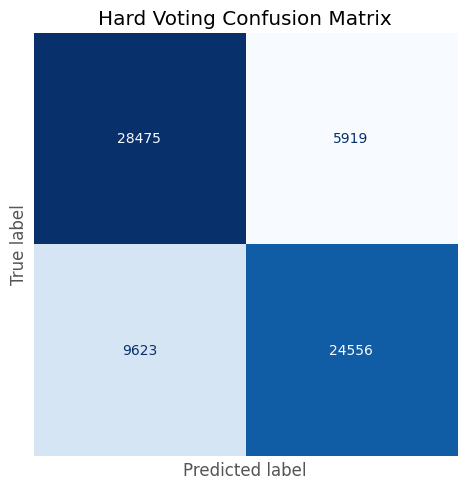 Hard Voting Confusion Matrix
28475 5919
True label
9623 24556
Predicted label